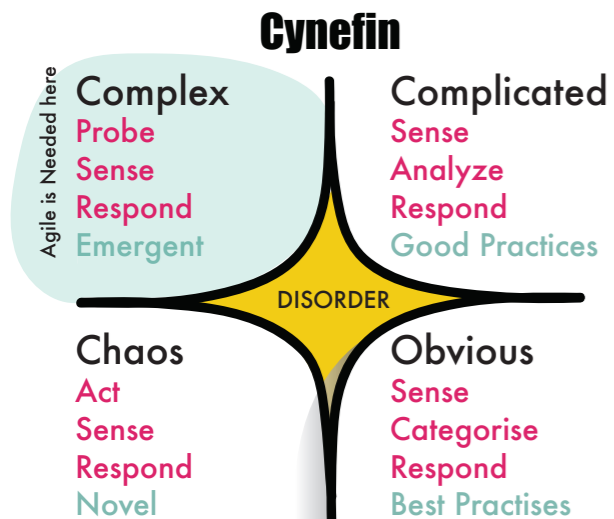 Cynefin
Agile is Needed here
Complex
Probe
Sense
Respond
Emergent
Complicated
Sense
Analyze
Respond
Good Practices
DISORDER
Chaos
Act
Sense
Respond
Novel
Obvious
Sense
Categorise
Respond
Best Practises